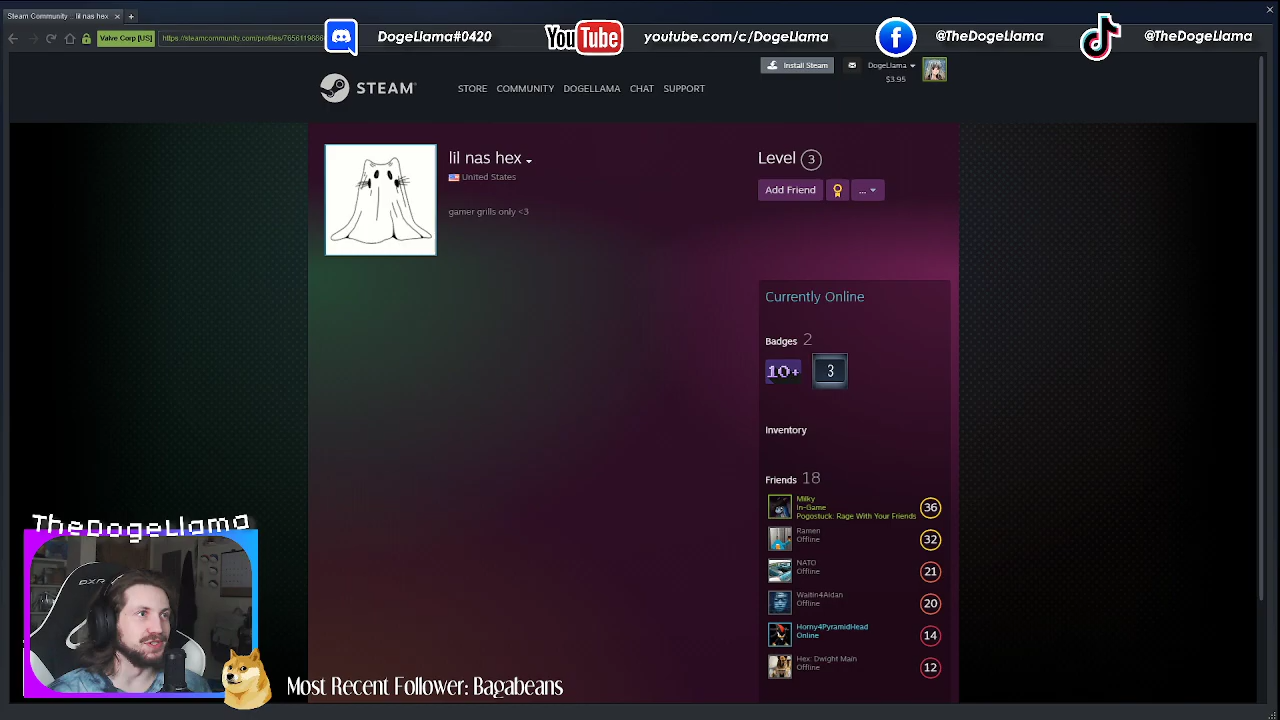 Steam Community :: lil nas hex
Valve Corp [US]
DogeLlama#0420
YouTube
youtube.com/c/DogeLlama
@TheDogeLlama
@TheDogeLlama
Install Steam
DogeLlama
$3.95
STEAM
STORE COMMUNITY DOGELLAMA CHAT SUPPORT
lil nas hex
United States
gamer grills only <3
Level 3
Add Friend
...
Currently Online
Badges 2
10+
3
Inventory
Friends 18
Milky
In-Game
Pogostuck: Rage With Your Friends
36
Ramen
Offline
32
NATO
Offline
21
Waitin4Aidan
Offline
20
Horny4PyramidHead
Online
14
Hex: Dwight Main
Offline
12
TheDogeLlama
DXR
Most Recent Follower: Bagabeans